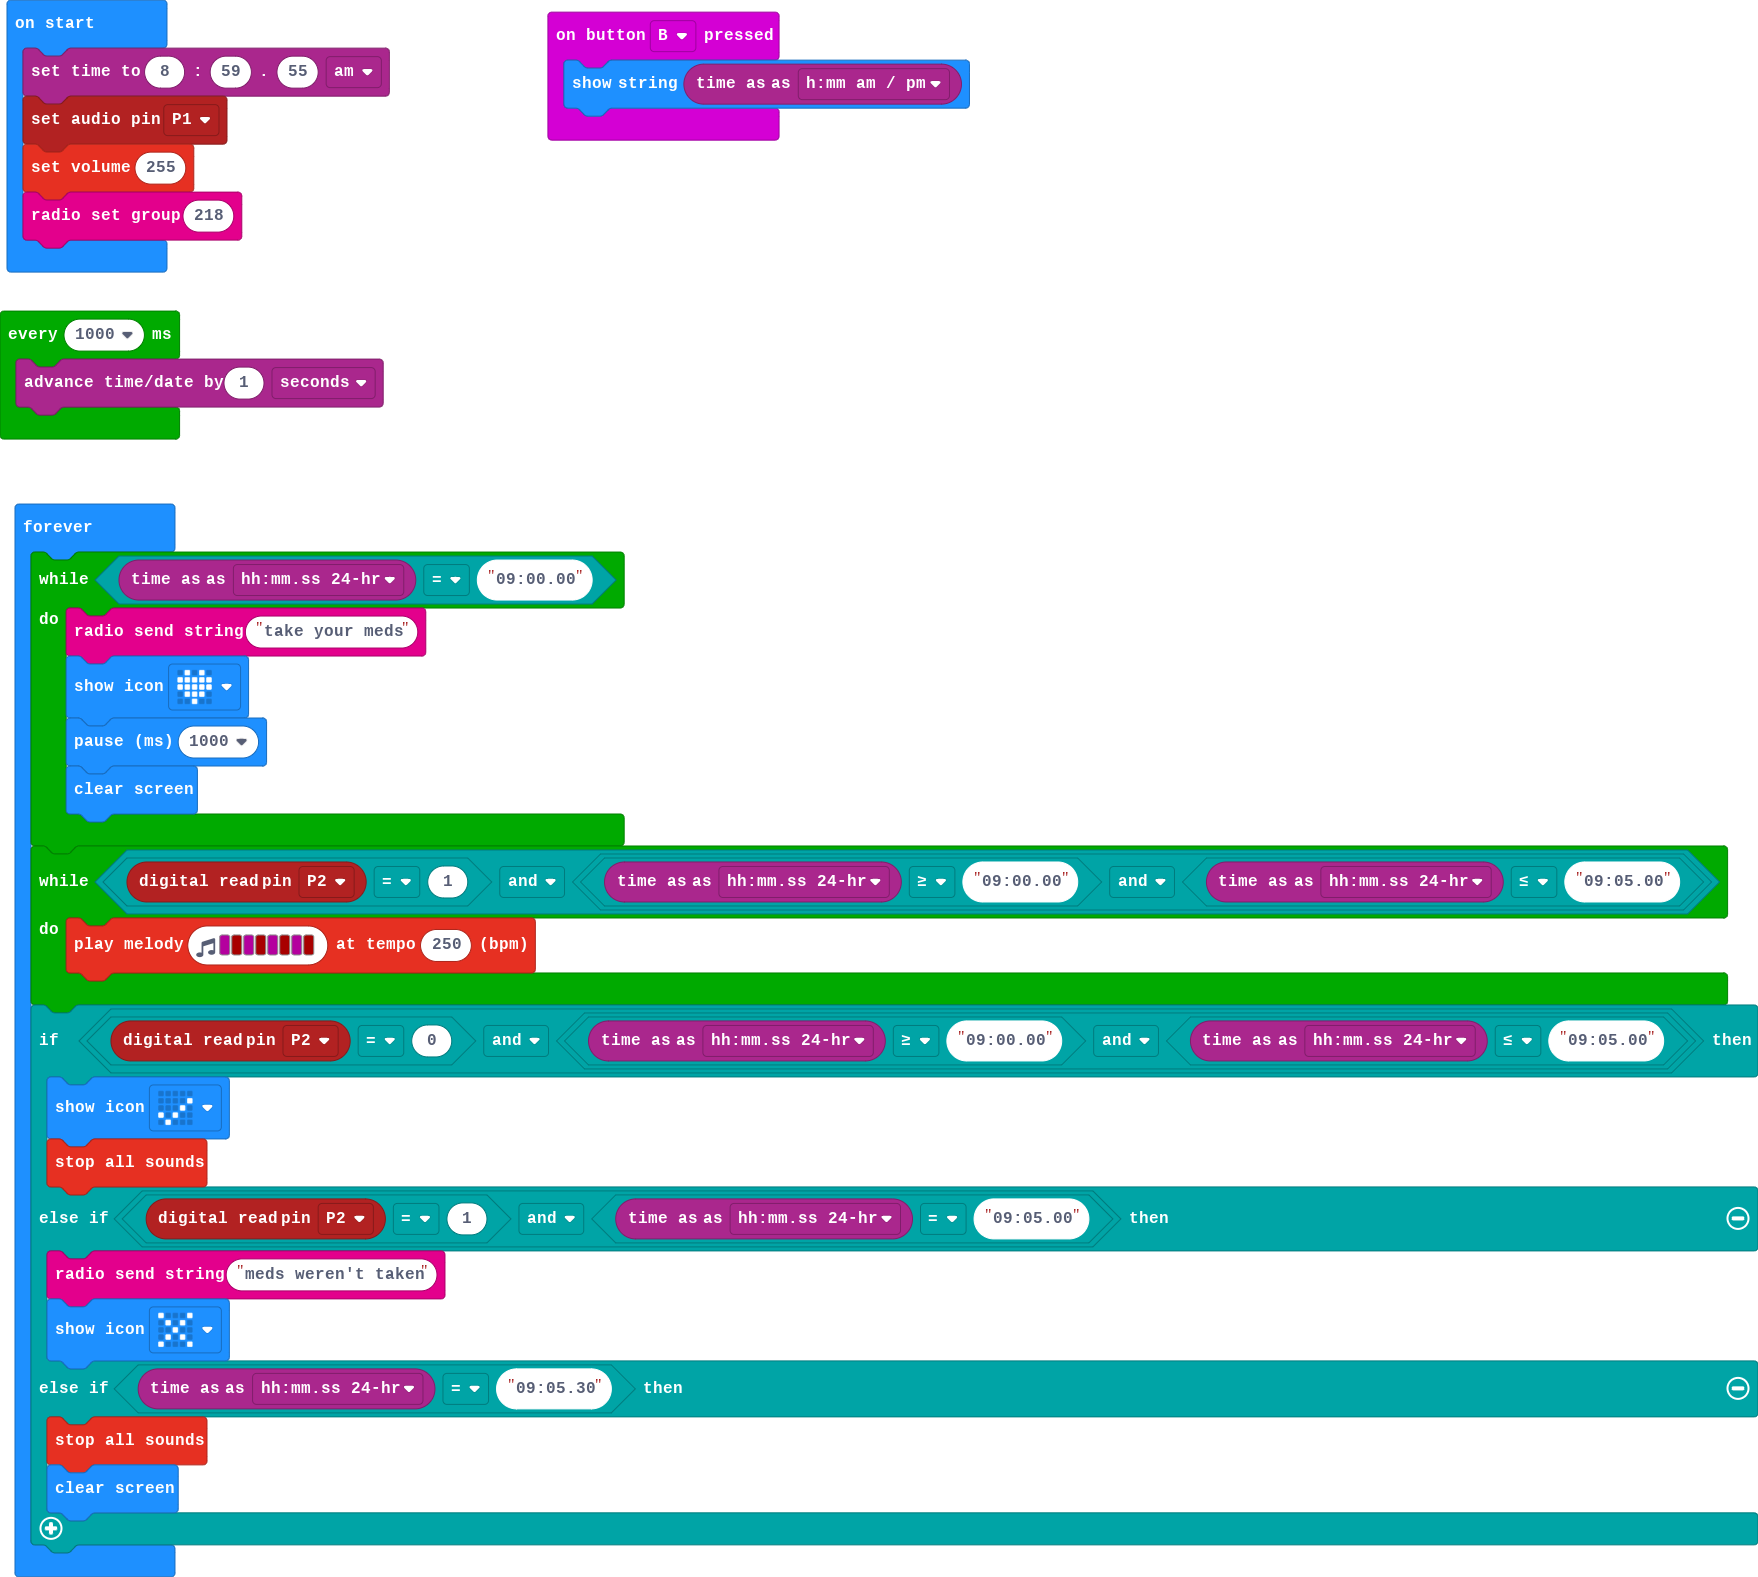 on start
set time to 8 : 59 . 55 am
set audio pin P1
set volume 255
radio set group 218
on button B pressed
show string time as as h:mm am / pm
every 1000 ms
advance time/date by 1 seconds
forever
while time as as hh:mm.ss 24-hr = "09:00.00"
do
radio send string "take your meds"
show icon
pause (ms) 1000
clear screen
while digital read pin P2 = 1 and time as as hh:mm.ss 24-hr ≥ "09:00.00" and time as as hh:mm.ss 24-hr ≤ "09:05.00"
do
play melody at tempo 250 (bpm)
if digital read pin P2 = 0 and time as as hh:mm.ss 24-hr ≥ "09:00.00" and time as as hh:mm.ss 24-hr ≤ "09:05.00" then
show icon
stop all sounds
else if digital read pin P2 = 1 and time as as hh:mm.ss 24-hr = "09:05.00" then
radio send string "meds weren't taken"
show icon
else if time as as hh:mm.ss 24-hr = "09:05.30" then
stop all sounds
clear screen